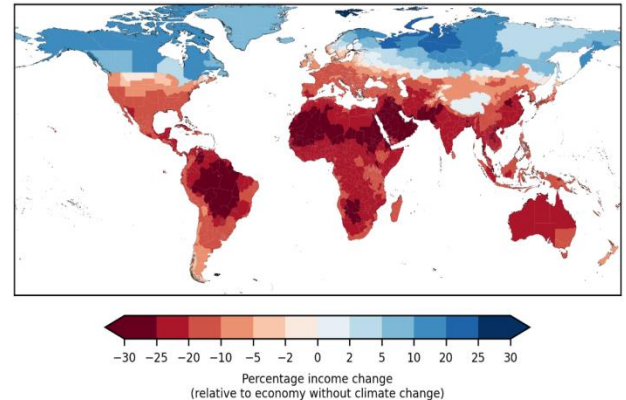 −30 −25 −20 −10 −5 −2 0 2 5 10 20 25 30
Percentage income change
(relative to economy without climate change)